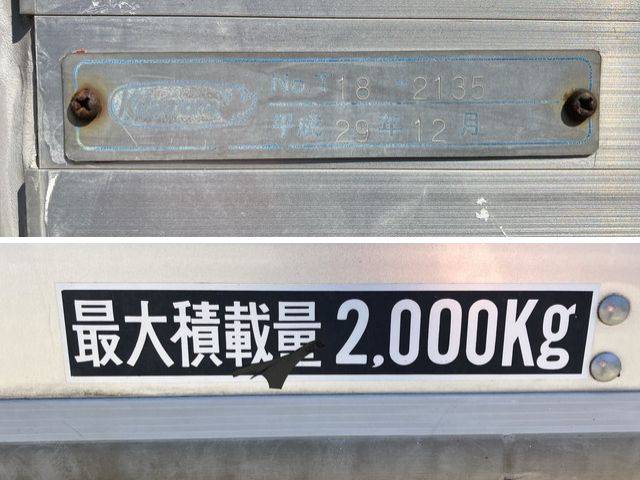 No. 18 - 2135
平成 29 年 12 月
最大積載量 2,000Kg